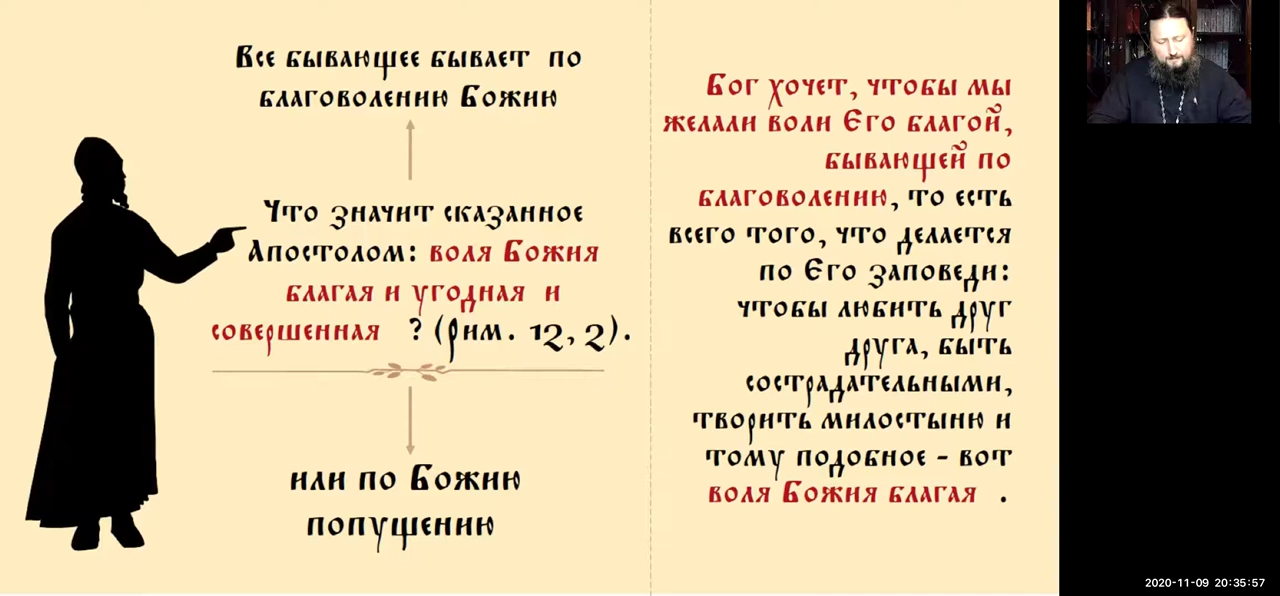 Все бывающее бывает по
благоволению Божию
Что значит сказанное
Апостолом: воля Божия
благая и угодная и
совершенная ? (рим. 12, 2).
или по Божию
попущению
Бог хочет, чтобы мы
желали воли Его благой,
бывающей по
благоволению, то есть
всего того, что делается
по Его заповеди:
чтобы любить друг
друга, быть
сострадательными,
творить милостыню и
тому подобное - вот
воля Божия благая .
2020-11-09 20:35:57